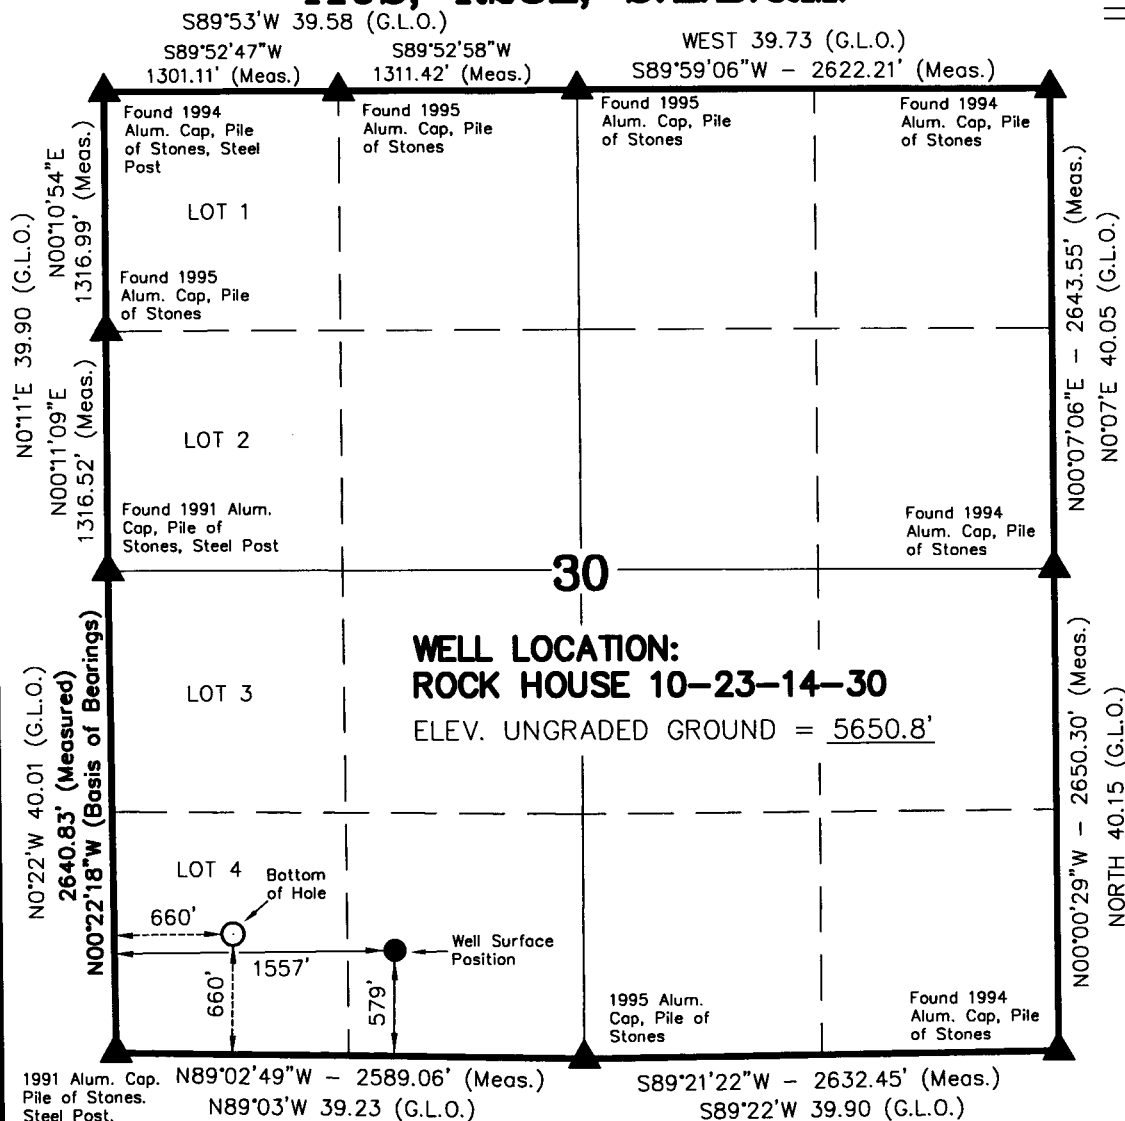 S89°53'W 39.58 (G.L.O.)
S89°52'47"W
1301.11' (Meas.)
S89°52'58"W
1311.42' (Meas.)
WEST 39.73 (G.L.O.)
S89°59'06"W - 2622.21' (Meas.)
Found 1994
Alum. Cap, Pile
of Stones, Steel
Post
Found 1995
Alum. Cap, Pile
of Stones
Found 1995
Alum. Cap, Pile
of Stones
Found 1994
Alum. Cap, Pile
of Stones
N0°11'E 39.90 (G.L.O.)
N00°10'54"E
1316.99' (Meas.)
LOT 1
Found 1995
Alum. Cap, Pile
of Stones
N00°11'09"E
1316.52' (Meas.)
LOT 2
Found 1991 Alum.
Cap, Pile of
Stones, Steel Post
N00°07'06"E - 2643.55' (Meas.)
N0°07'E 40.05 (G.L.O.)
Found 1994
Alum. Cap, Pile
of Stones
30
WELL LOCATION:
ROCK HOUSE 10-23-14-30
ELEV. UNGRADED GROUND = 5650.8'
N0°22'W 40.01 (G.L.O.)
2640.83' (Measured)
N00°22'18"W (Basis of Bearings)
LOT 3
LOT 4
Bottom
of Hole
660'
1557'
660'
579'
Well Surface
Position
N00°00'29"W - 2650.30' (Meas.)
NORTH 40.15 (G.L.O.)
1995 Alum.
Cap, Pile of
Stones
Found 1994
Alum. Cap, Pile
of Stones
1991 Alum. Cap.
Pile of Stones.
Steel Post.
N89°02'49"W - 2589.06' (Meas.)
N89°03'W 39.23 (G.L.O.)
S89°21'22"W - 2632.45' (Meas.)
S89°22'W 39.90 (G.L.O.)